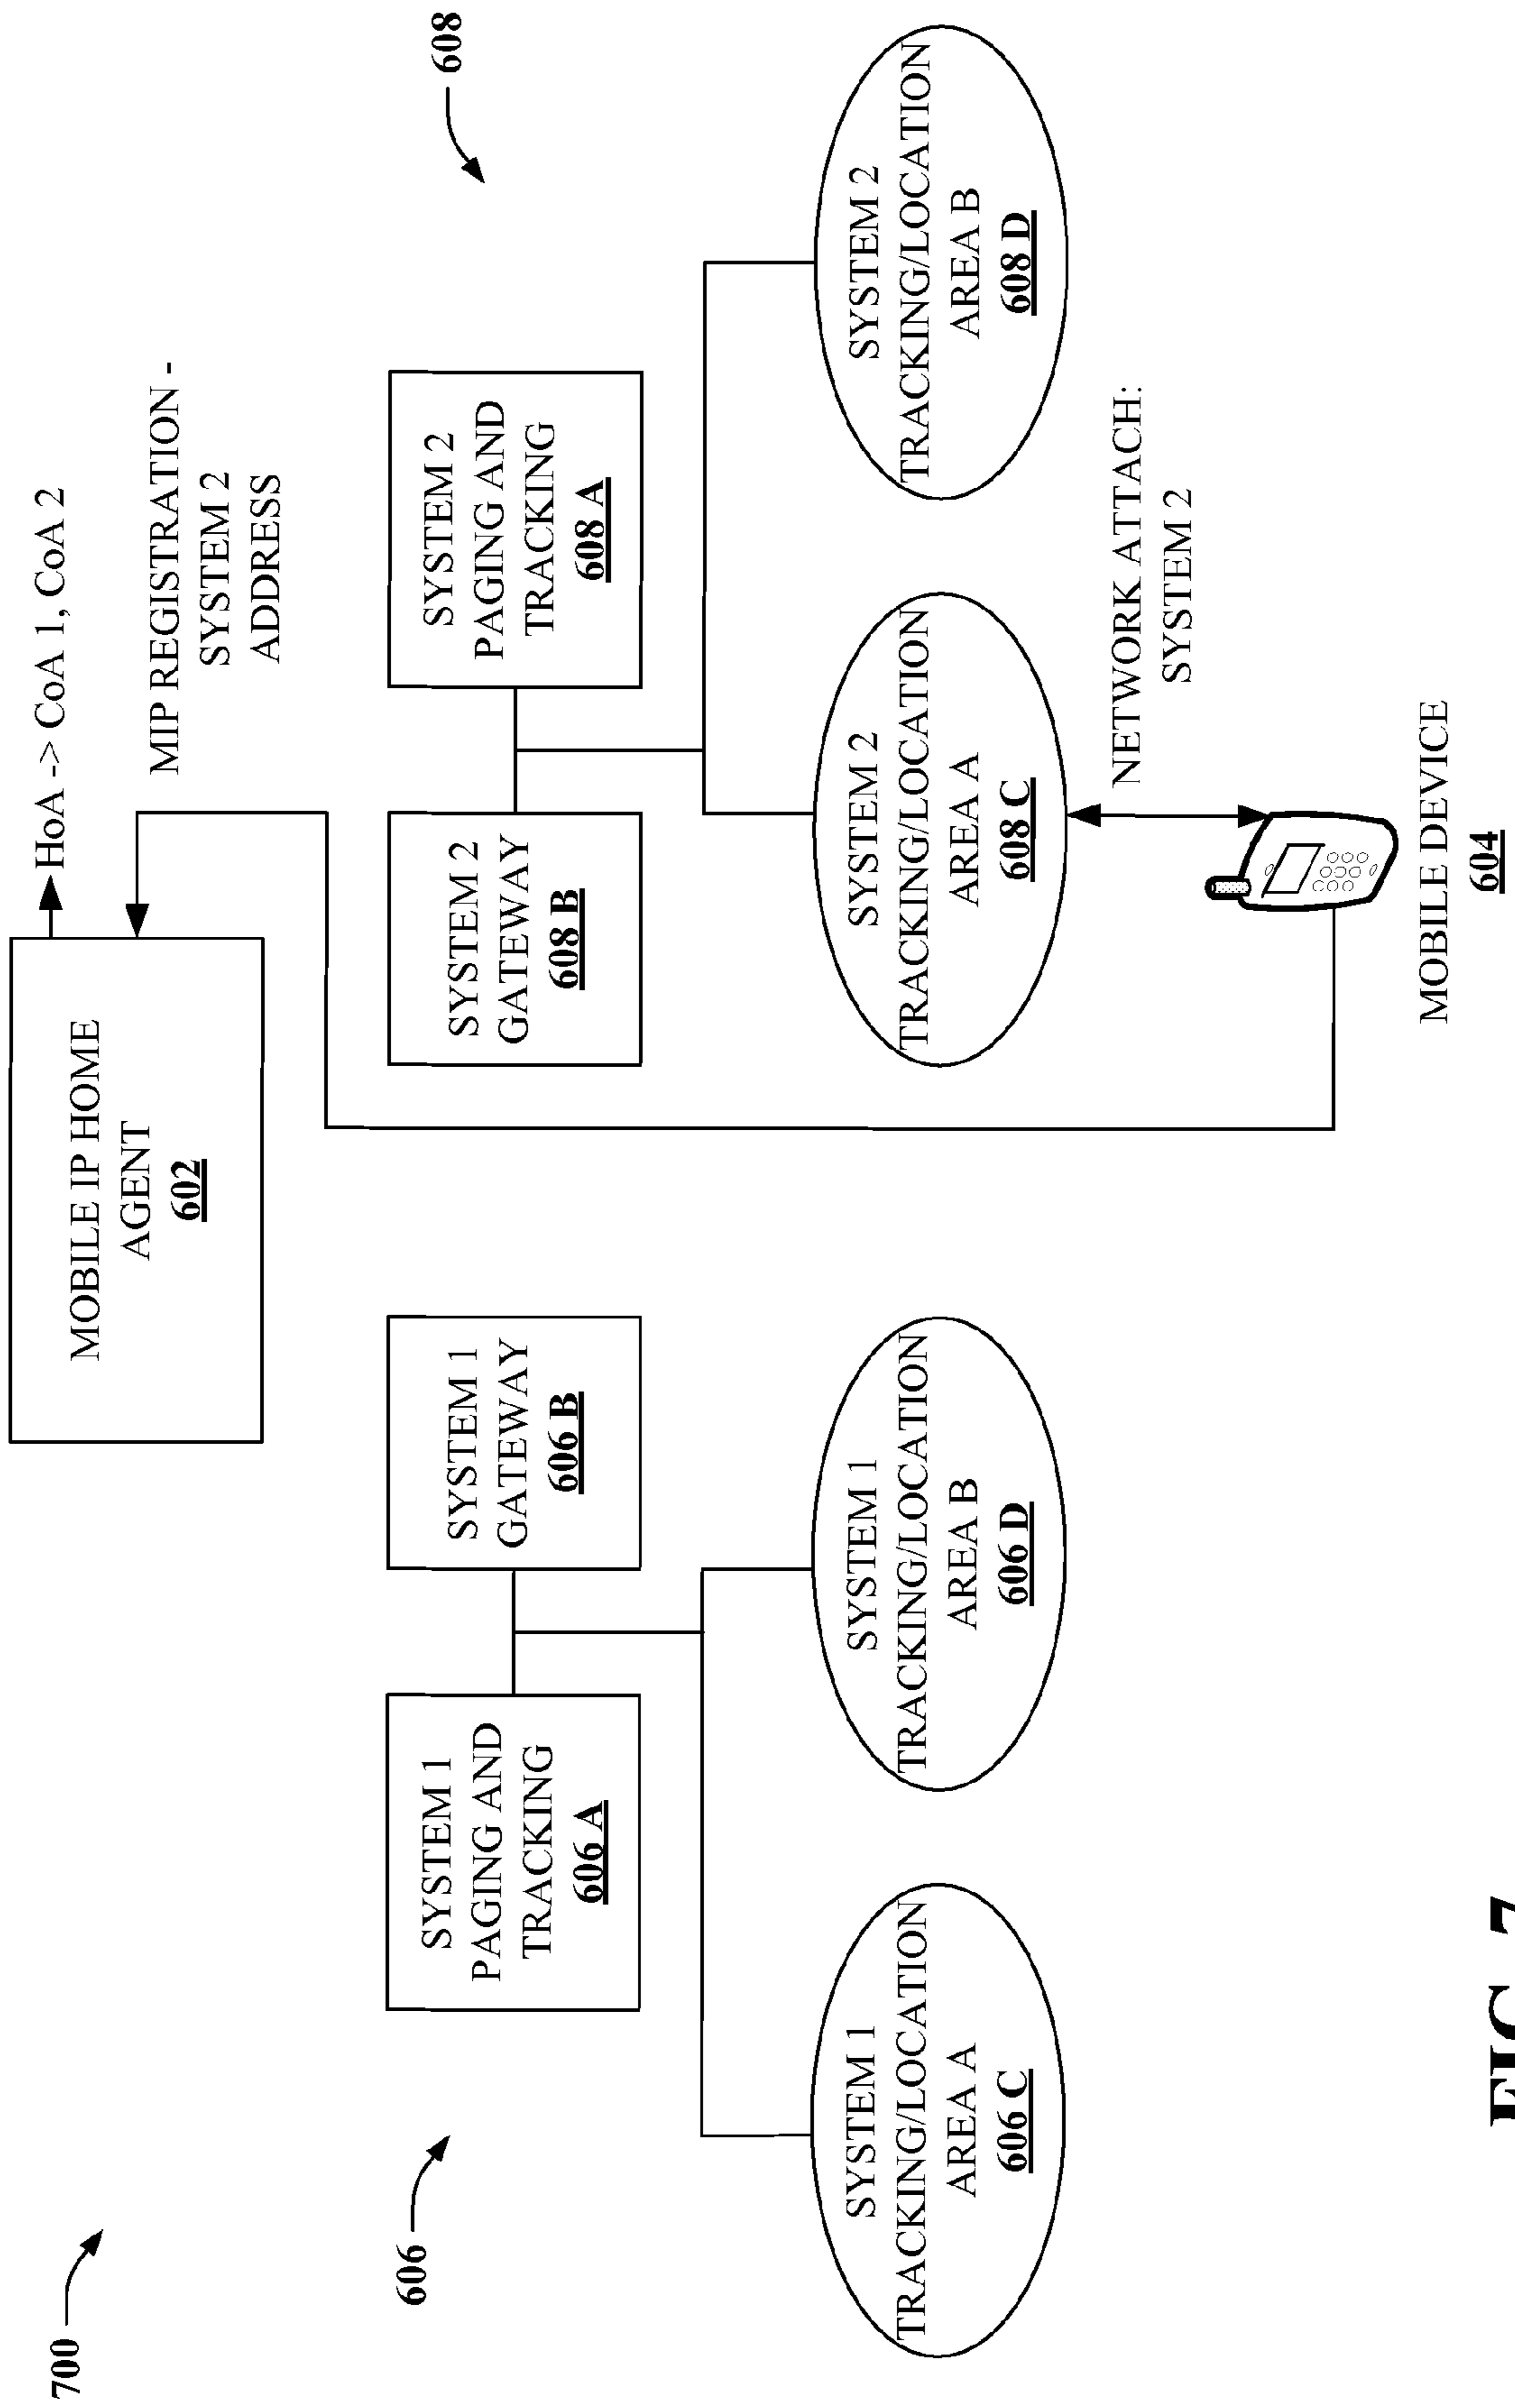 700
MOBILE IP HOME
AGENT
602
HoA -> CoA 1, CoA 2
MIP REGISTRATION -
SYSTEM 2
ADDRESS
606
608
SYSTEM 1
PAGING AND
TRACKING
606 A
SYSTEM 1
GATEWAY
606 B
SYSTEM 2
GATEWAY
608 B
SYSTEM 2
PAGING AND
TRACKING
608 A
SYSTEM 1
TRACKING/LOCATION
AREA A
606 C
SYSTEM 1
TRACKING/LOCATION
AREA B
606 D
SYSTEM 2
TRACKING/LOCATION
AREA A
608 C
SYSTEM 2
TRACKING/LOCATION
AREA B
608 D
NETWORK ATTACH:
SYSTEM 2
MOBILE DEVICE
604
FIG. 7